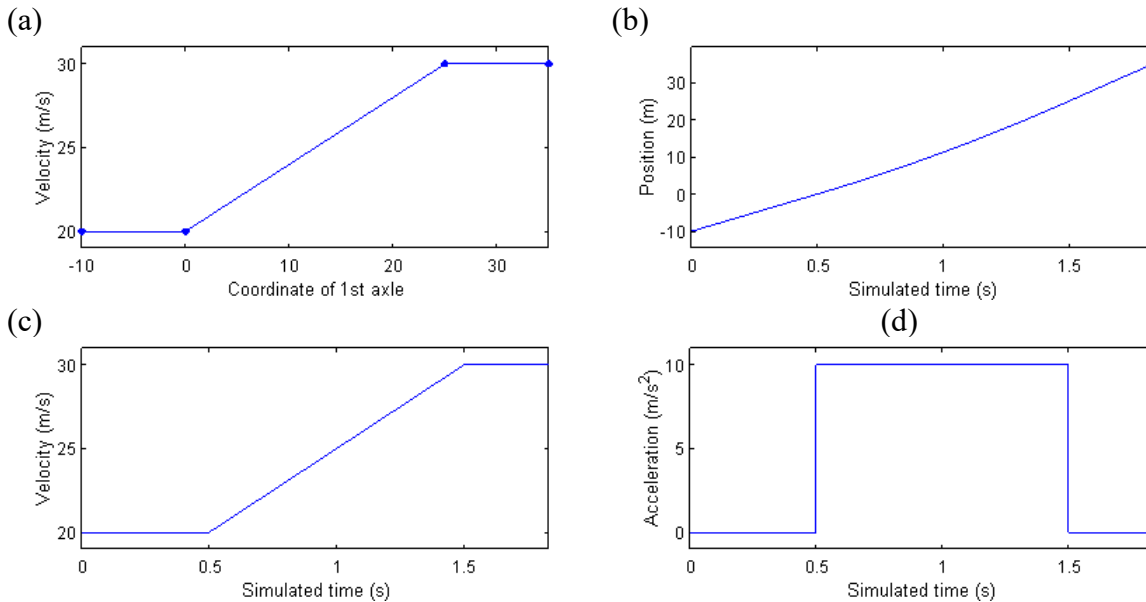 (a)
Velocity (m/s)
30
25
20
-10
0
10
20
30
Coordinate of 1st axle
(b)
Position (m)
30
20
10
0
-10
0
0.5
1
1.5
Simulated time (s)
(c)
Velocity (m/s)
30
25
20
0
0.5
1
1.5
Simulated time (s)
(d)
Acceleration (m/s²)
10
5
0
0
0.5
1
1.5
Simulated time (s)